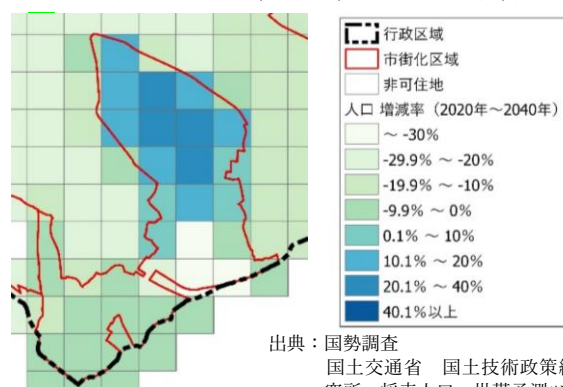 行政区域
市街化区域
非可住地
人口 増減率（2020年～2040年）
～ -30%
-29.9% ～ -20%
-19.9% ～ -10%
-9.9% ～ 0%
0.1% ～ 10%
10.1% ～ 20%
20.1% ～ 40%
40.1%以上
出典：国勢調査
国土交通省　国土技術政策